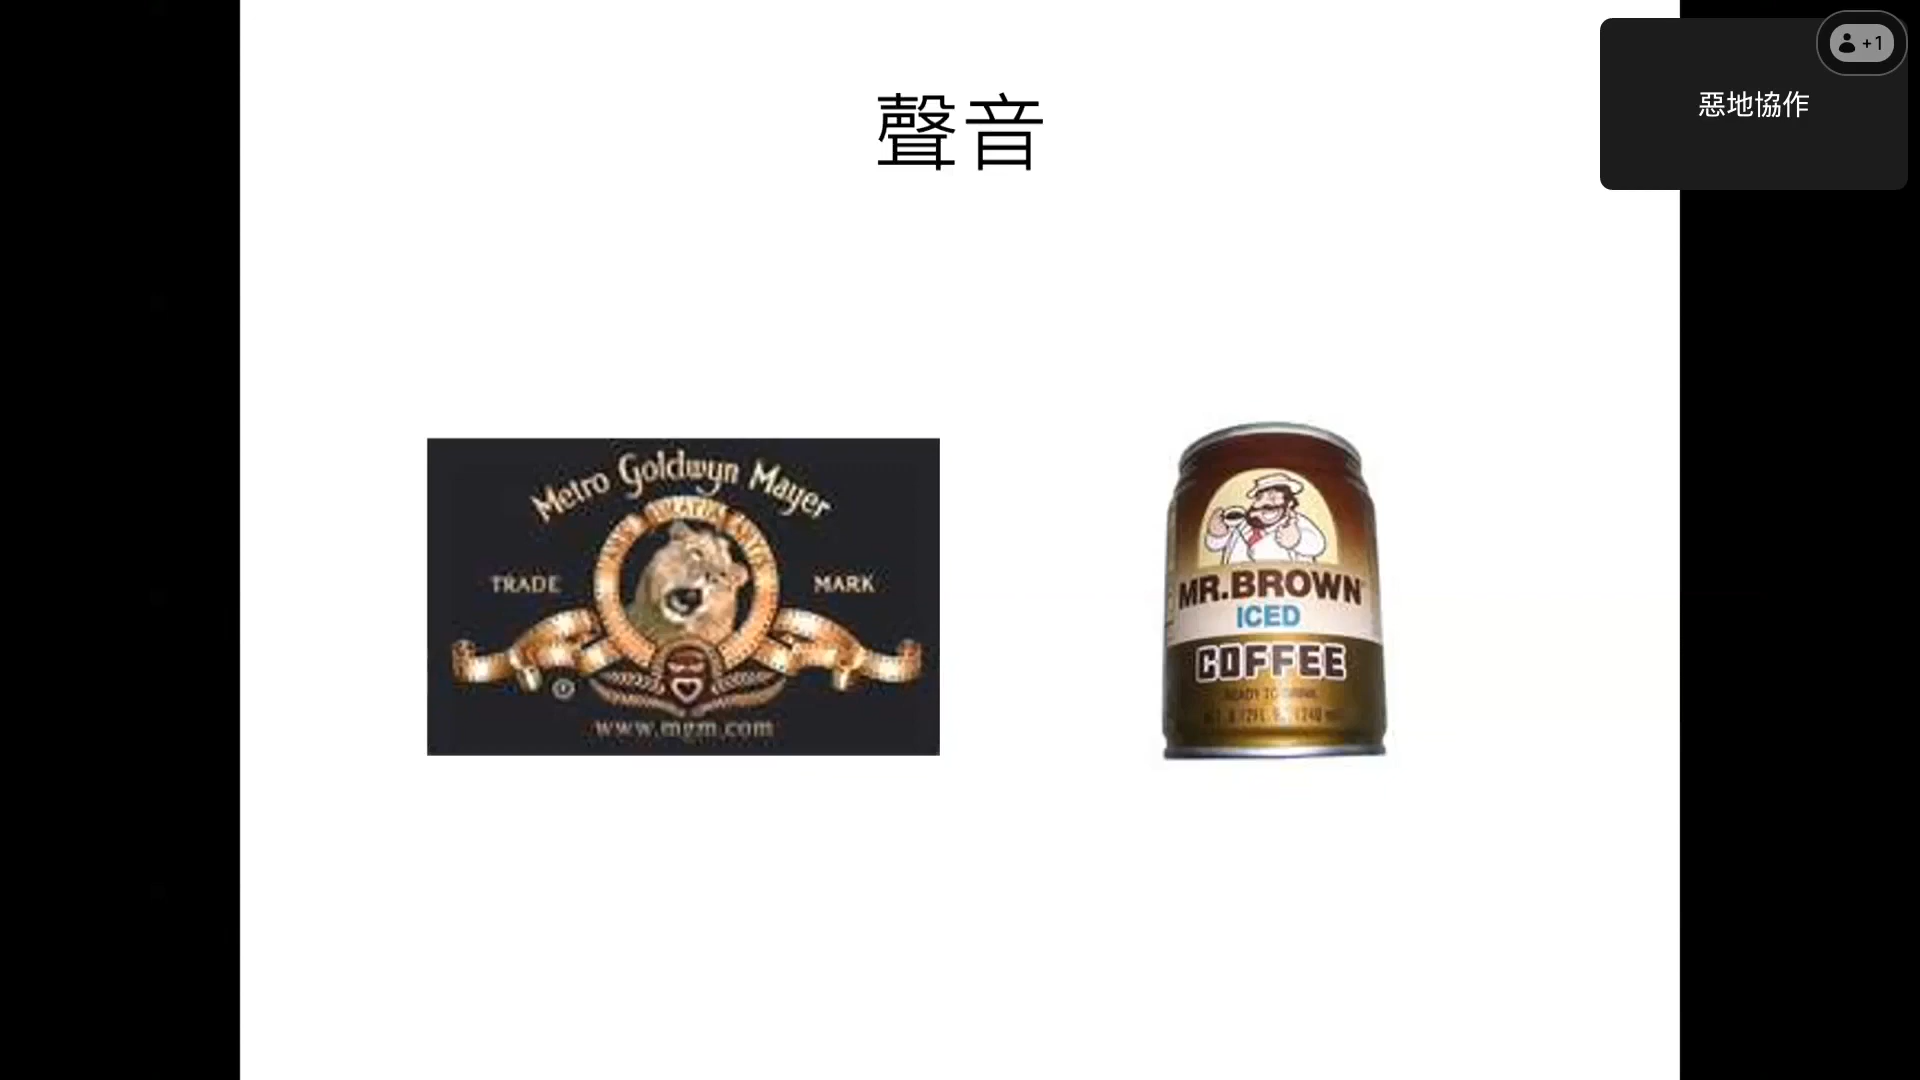 聲音
+1
惡地協作
Metro Goldwyn Mayer
TRADE
MARK
www.mgm.com
MR.BROWN
ICED
COFFEE
READY TO DRINK